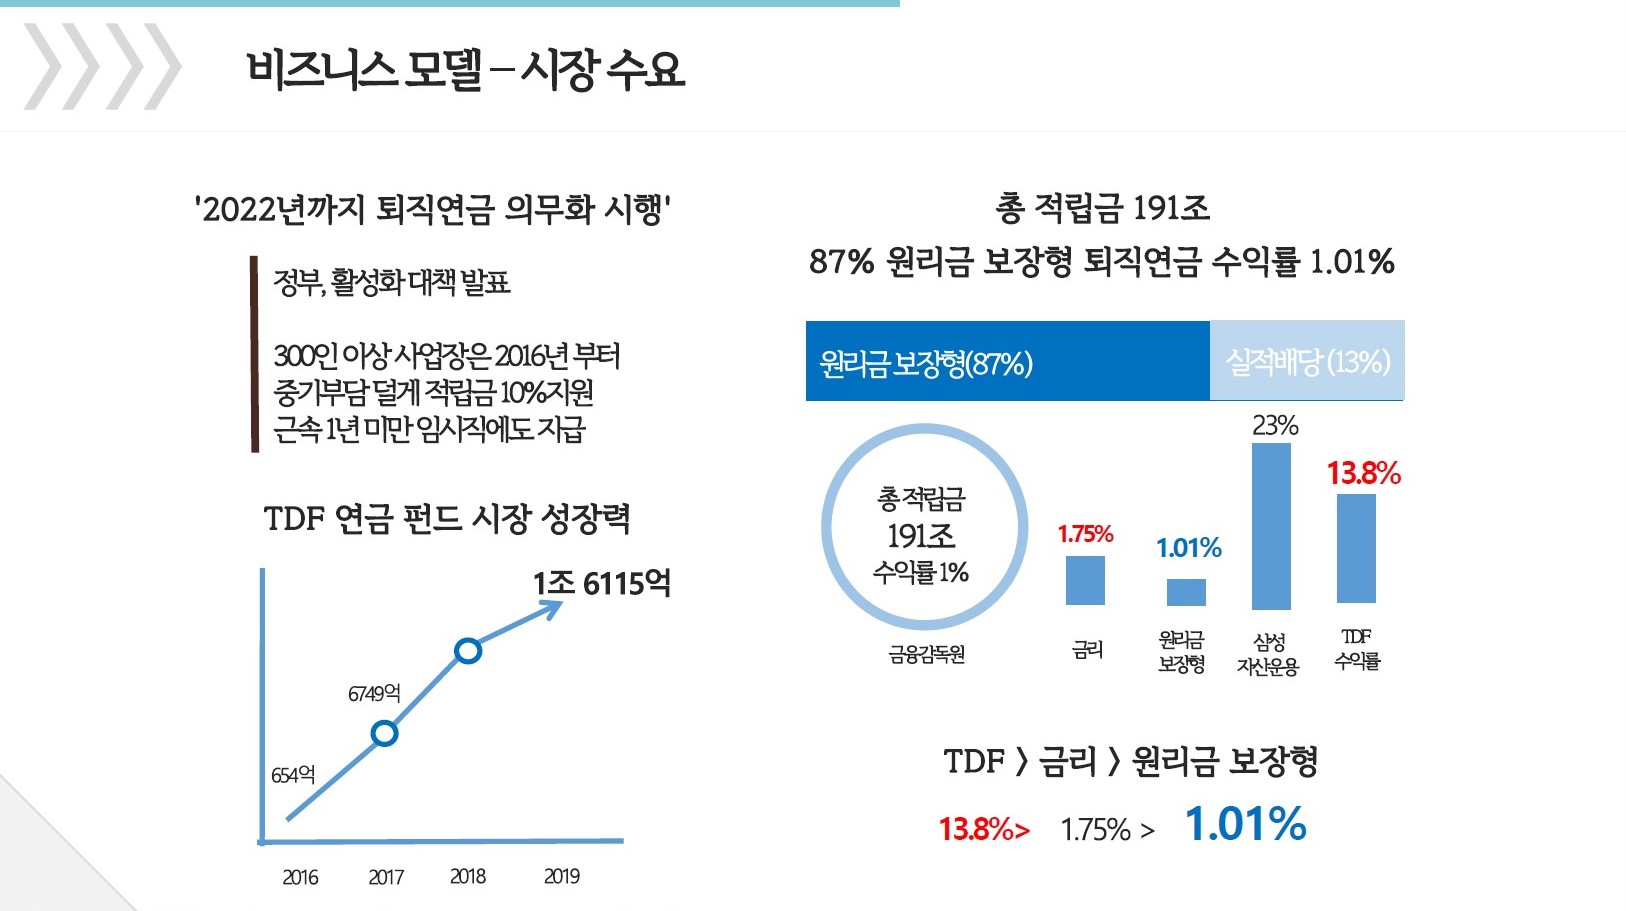 비즈니스 모델 – 시장 수요
'2022년까지 퇴직연금 의무화 시행'
정부, 활성화 대책 발표
300인 이상 사업장은 2016년 부터
중기부담 덜게 적립금 10%지원
근속 1년 미만 임시직에도 지급
TDF 연금 펀드 시장 성장력
1조 6115억
6749억
654억
2016 2017 2018 2019
총 적립금 191조
87% 원리금 보장형 퇴직연금 수익률 1.01%
원리금 보장형(87%) 실적배당 (13%)
총 적립금
191조
수익률 1%
금융감독원
1.75%
금리
1.01%
원리금
보장형
23%
삼성
자산운용
13.8%
TDF
수익률
TDF > 금리 > 원리금 보장형
13.8%> 1.75% > 1.01%